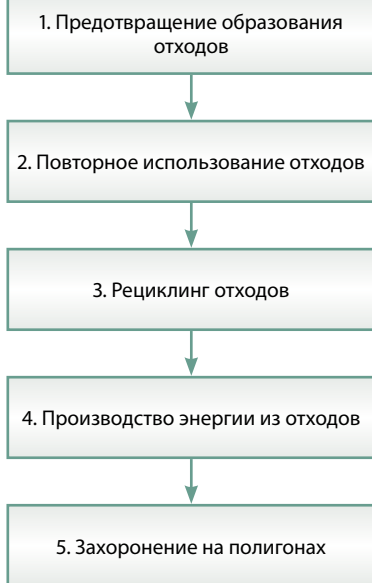 1. Предотвращение образования
отходов
2. Повторное использование отходов
3. Рециклинг отходов
4. Производство энергии из отходов
5. Захоронение на полигонах